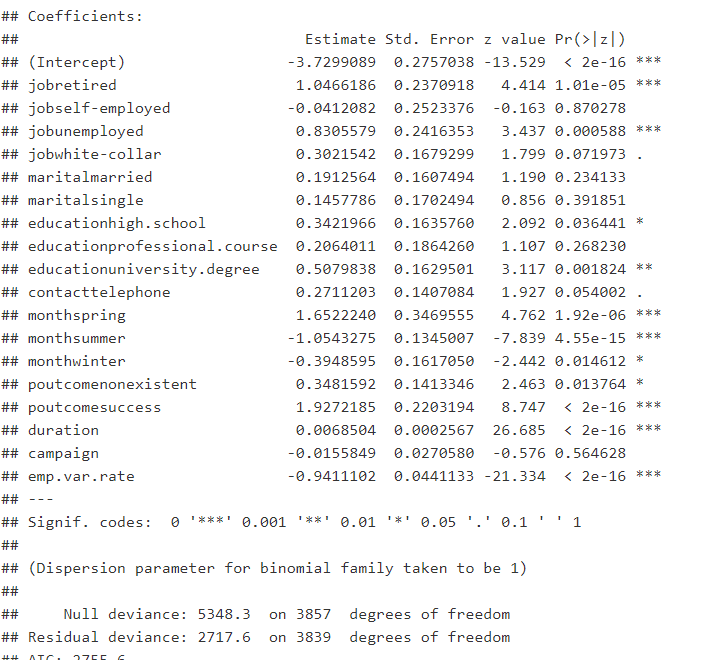 ## Coefficients:
##                               Estimate Std. Error z value Pr(>|z|)
## (Intercept)                 -3.7299089  0.2757038 -13.529  < 2e-16 ***
## jobretired                   1.0466186  0.2370918   4.414 1.01e-05 ***
## jobself-employed            -0.0412082  0.2523376  -0.163 0.870278
## jobunemployed                0.8305579  0.2416353   3.437 0.000588 ***
## jobwhite-collar              0.3021542  0.1679299   1.799 0.071973 .
## maritalmarried               0.1912564  0.1607494   1.190 0.234133
## maritalsingle                0.1457786  0.1702494   0.856 0.391851
## educationhigh.school         0.3421966  0.1635760   2.092 0.036441 *
## educationprofessional.course 0.2064011  0.1864260   1.107 0.268230
## educationuniversity.degree   0.5079838  0.1629501   3.117 0.001824 **
## contacttelephone             0.2711203  0.1407084   1.927 0.054002 .
## monthspring                  1.6522240  0.3469555   4.762 1.92e-06 ***
## monthsummer                 -1.0543275  0.1345007  -7.839 4.55e-15 ***
## monthwinter                 -0.3948595  0.1617050  -2.442 0.014612 *
## poutcomenonexistent          0.3481592  0.1413346   2.463 0.013764 *
## poutcomesuccess              1.9272185  0.2203194   8.747  < 2e-16 ***
## duration                     0.0068504  0.0002567  26.685  < 2e-16 ***
## campaign                    -0.0155849  0.0270580  -0.576 0.564628
## emp.var.rate                -0.9411102  0.0441133 -21.334  < 2e-16 ***
## ---
## Signif. codes:  0 '***' 0.001 '**' 0.01 '*' 0.05 '.' 0.1 ' ' 1
##
## (Dispersion parameter for binomial family taken to be 1)
##
##     Null deviance: 5348.3  on 3857  degrees of freedom
## Residual deviance: 2717.6  on 3839  degrees of freedom
## AIC: 2755.6